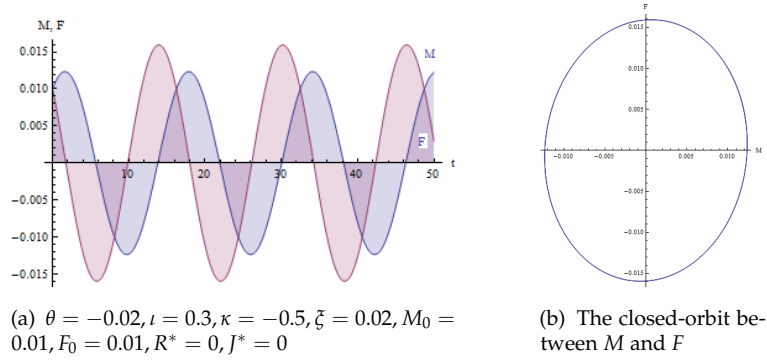 M, F
0.015
0.010
0.005
-0.005
-0.010
-0.015
10
20
30
40
50
t
M
F
F
0.015
0.010
0.005
-0.005
-0.010
-0.015
-0.010
-0.005
0.005
0.010
M
(a) θ = −0.02, ι = 0.3, κ = −0.5, ξ = 0.02, M₀ =
0.01, F₀ = 0.01, R* = 0, J* = 0
(b) The closed-orbit be-
tween M and F